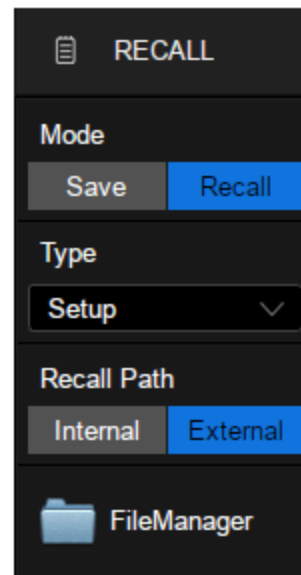 RECALL
Mode
Save Recall
Type
Setup
Recall Path
Internal External
FileManager